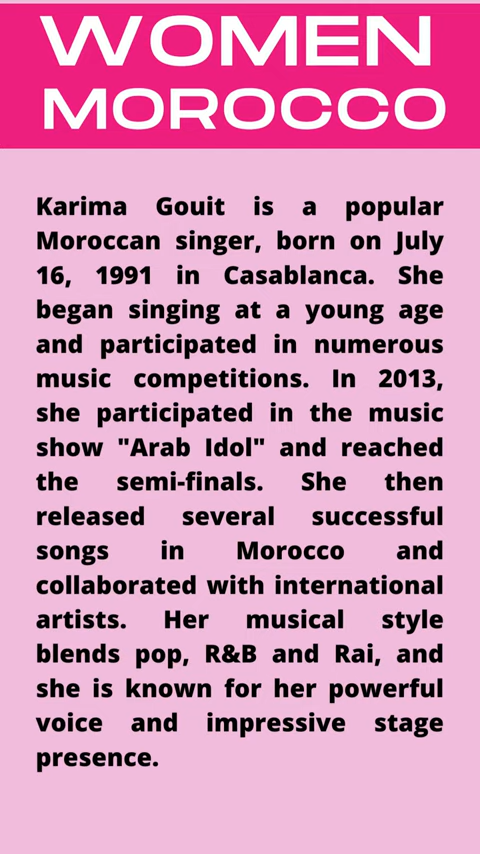 WOMEN
MOROCCO
Karima Gouit is a popular
Moroccan singer, born on July
16, 1991 in Casablanca. She
began singing at a young age
and participated in numerous
music competitions. In 2013,
she participated in the music
show "Arab Idol" and reached
the semi-finals. She then
released several successful
songs in Morocco and
collaborated with international
artists. Her musical style
blends pop, R&B and Rai, and
she is known for her powerful
voice and impressive stage
presence.